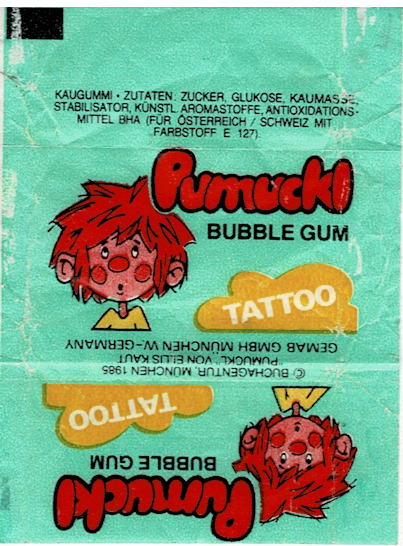 KAUGUMMI • ZUTATEN: ZUCKER, GLUKOSE, KAUMASSE,
STABILISATOR, KÜNSTL. AROMASTOFFE, ANTIOXIDATIONS-
MITTEL BHA (FÜR ÖSTERREICH / SCHWEIZ MIT
FARBSTOFF E 127).
Pumuckl
BUBBLE GUM
TATTOO
GEMAB GMBH MÜNCHEN W-GERMANY
"PUMUCKL" VON ELLIS KAUT
© BUCHAGENTUR, MÜNCHEN 1985
TATTOO
BUBBLE GUM
Pumuckl